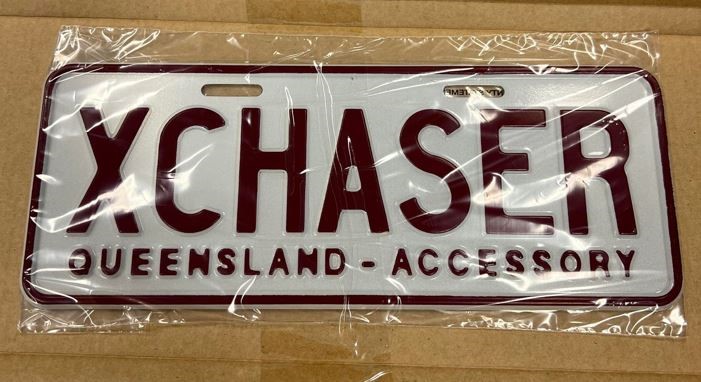 XCHASER
QUEENSLAND - ACCESSORY